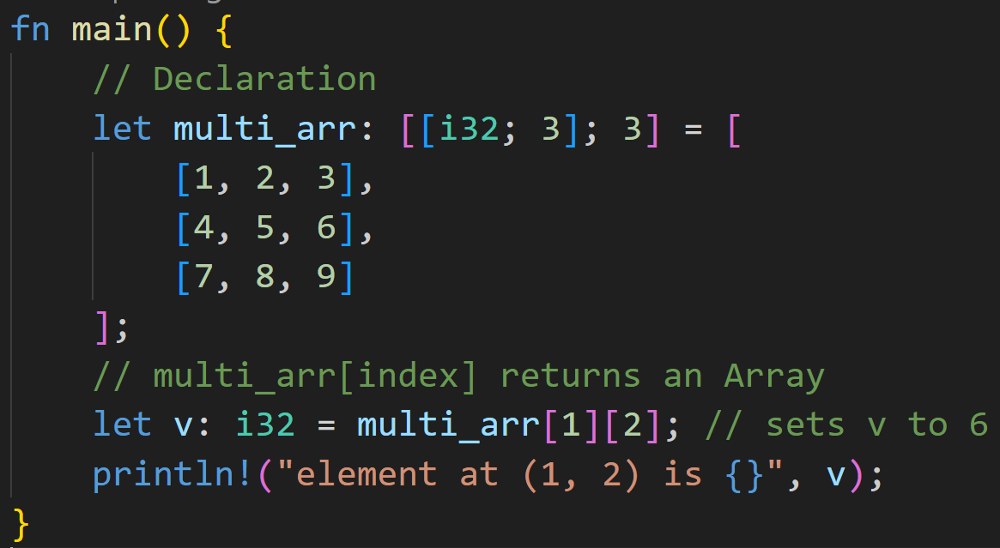 fn main() {
    // Declaration
    let multi_arr: [[i32; 3]; 3] = [
        [1, 2, 3],
        [4, 5, 6],
        [7, 8, 9]
    ];
    // multi_arr[index] returns an Array
    let v: i32 = multi_arr[1][2]; // sets v to 6
    println!("element at (1, 2) is {}", v);
}